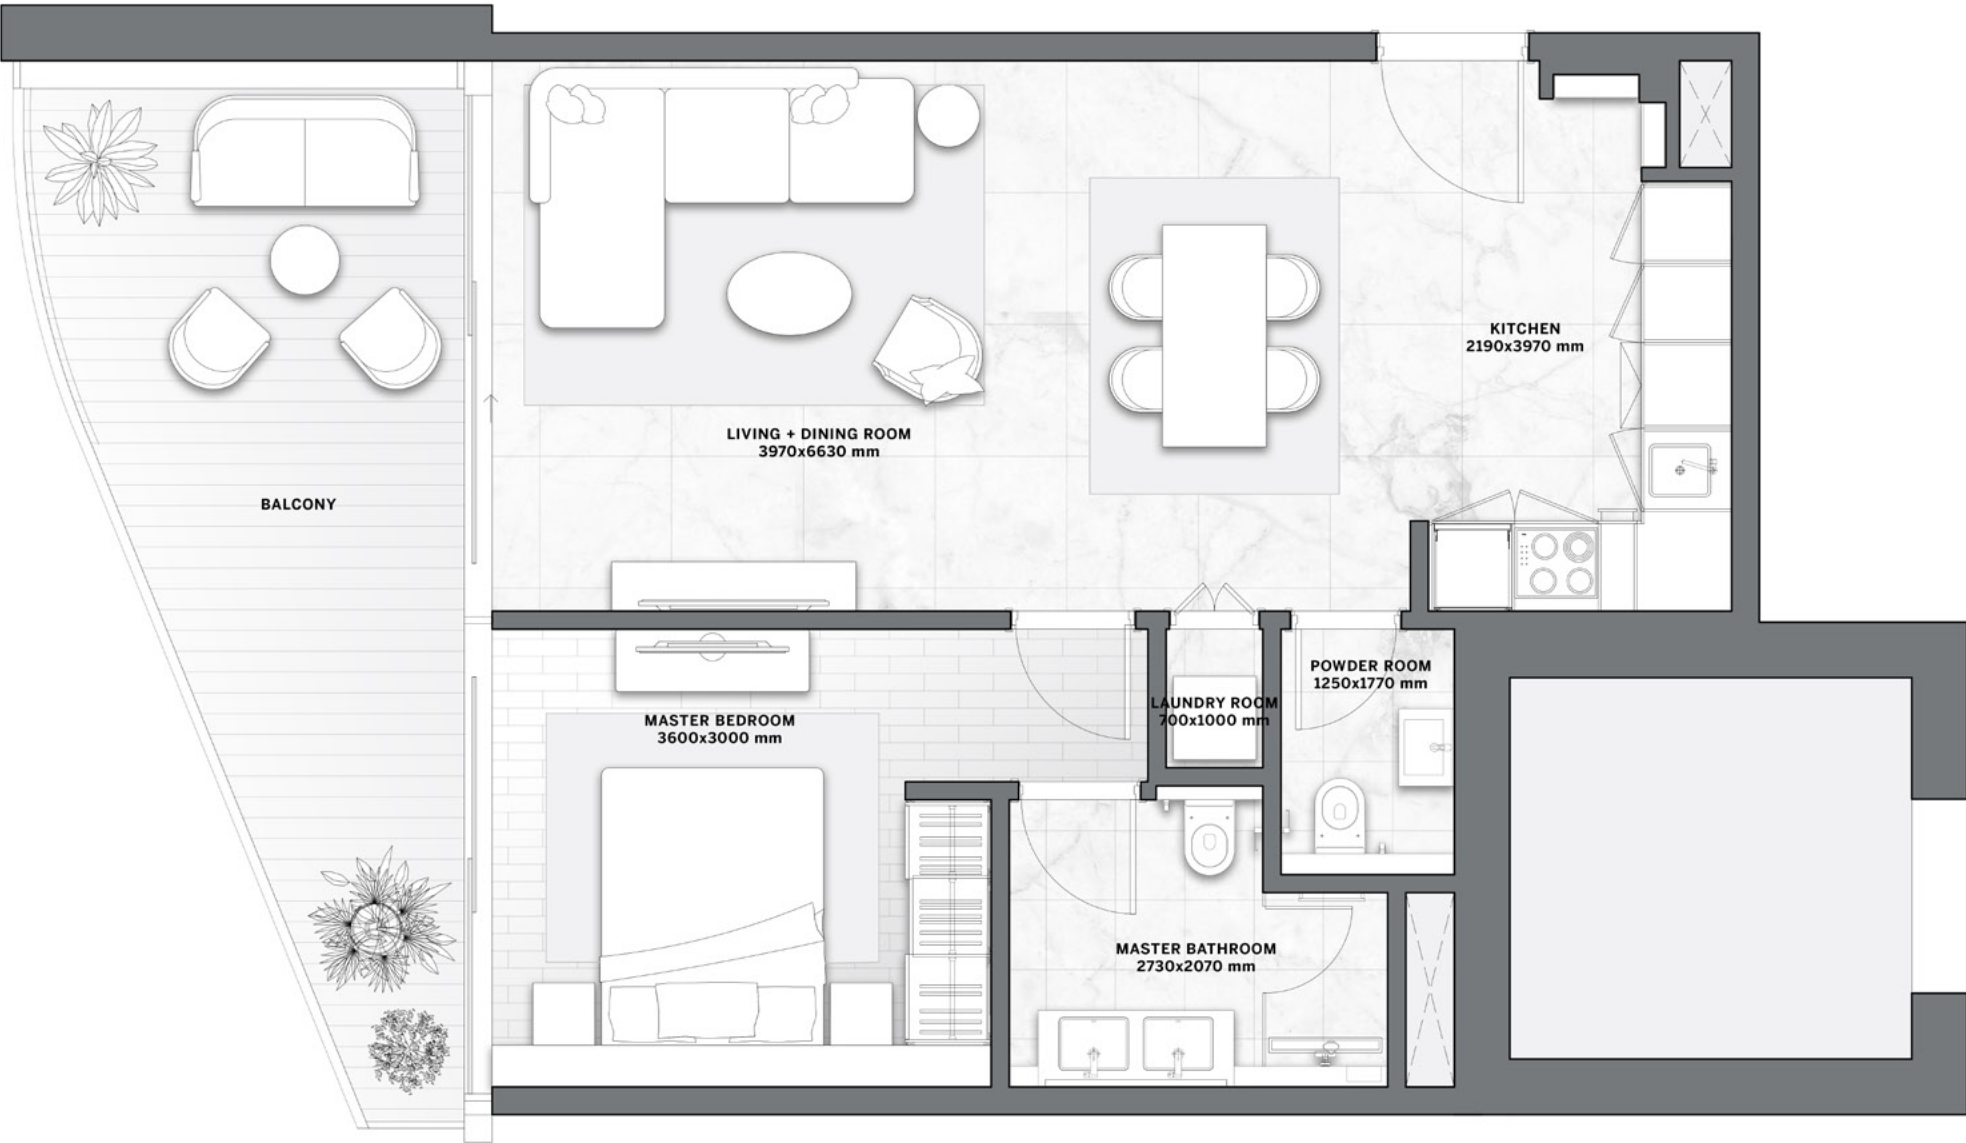 KITCHEN
2190x3970 mm
LIVING + DINING ROOM
3970x6630 mm
BALCONY
POWDER ROOM
1250x1770 mm
LAUNDRY ROOM
700x1000 mm
MASTER BEDROOM
3600x3000 mm
MASTER BATHROOM
2730x2070 mm